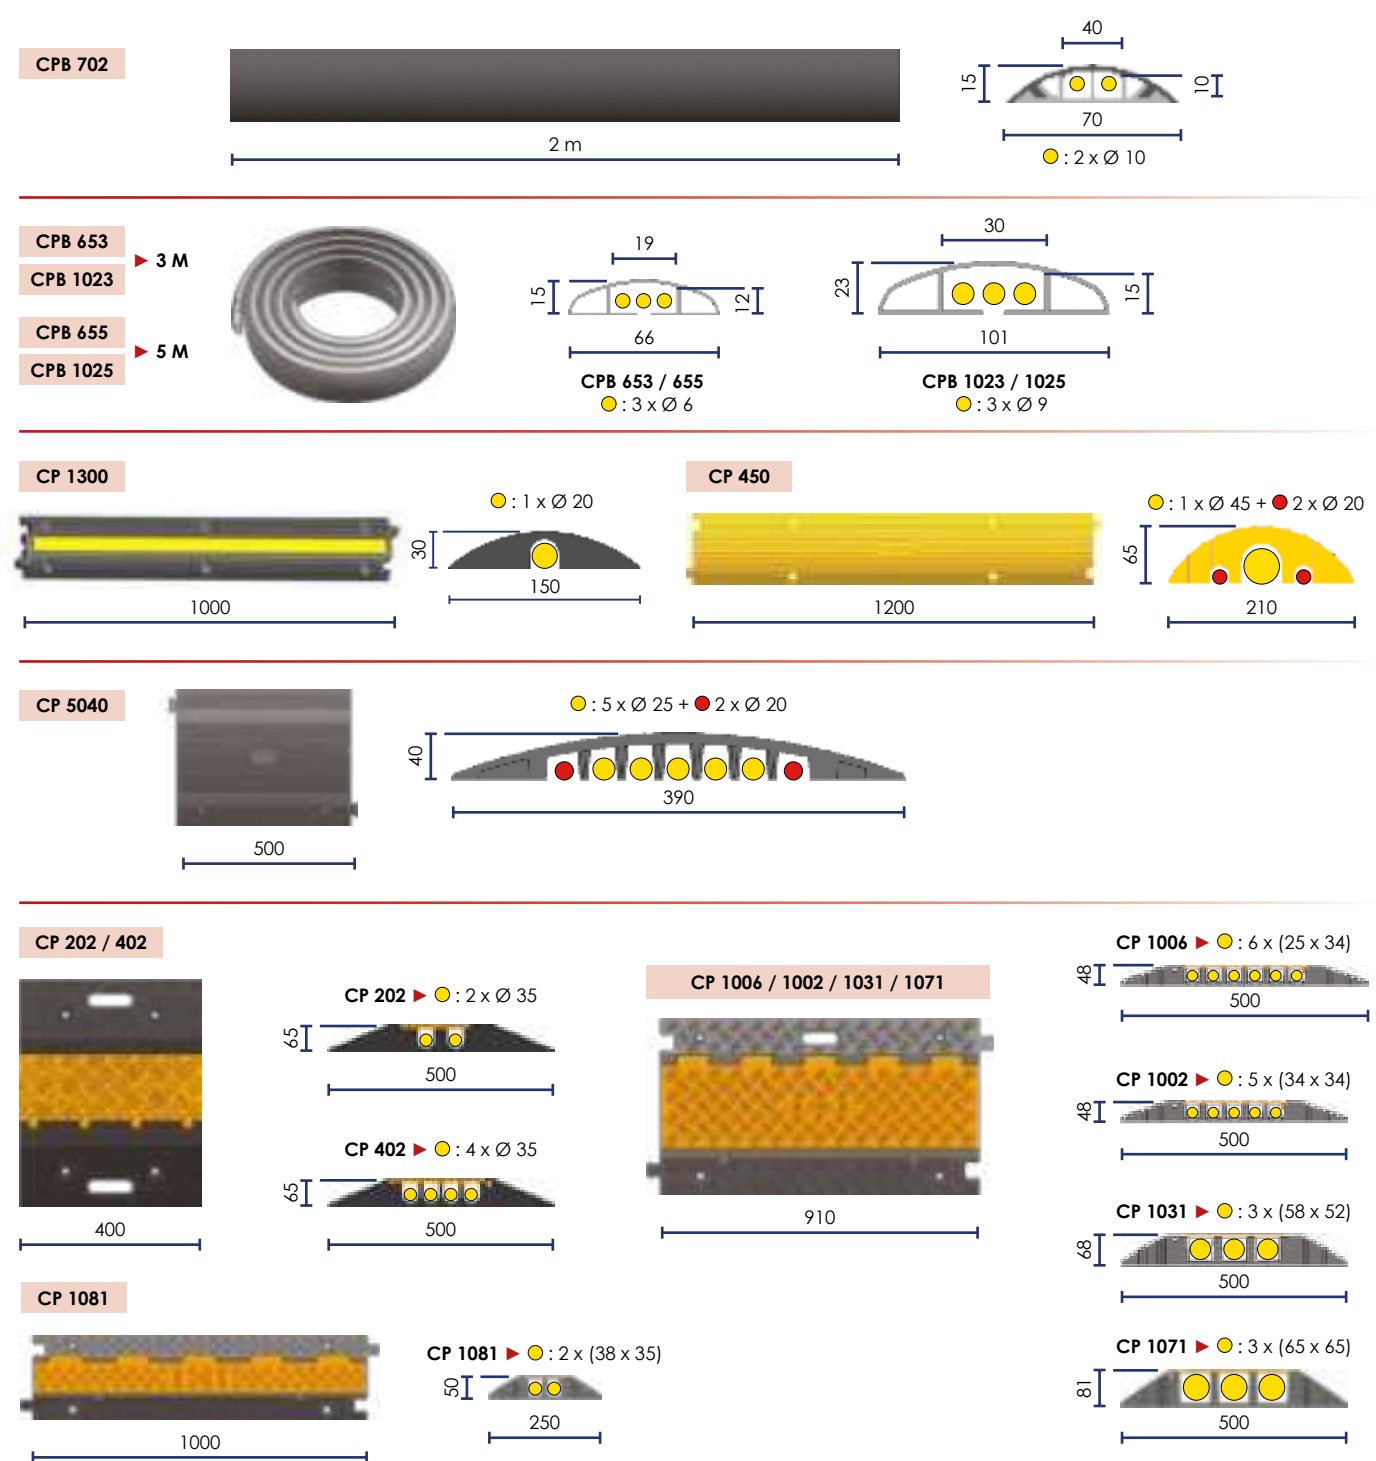 CPB 702
2 m
40
15
10
70
: 2 x Ø 10
CPB 653
CPB 1023
► 3 M
CPB 655
CPB 1025
► 5 M
19
15
12
66
CPB 653 / 655
: 3 x Ø 6
30
23
15
101
CPB 1023 / 1025
: 3 x Ø 9
CP 1300
1000
: 1 x Ø 20
30
150
CP 450
1200
: 1 x Ø 45 + 2 x Ø 20
65
210
CP 5040
500
: 5 x Ø 25 + 2 x Ø 20
40
390
CP 202 / 402
400
CP 202 ► : 2 x Ø 35
65
500
CP 402 ► : 4 x Ø 35
65
500
CP 1006 / 1002 / 1031 / 1071
910
CP 1006 ► : 6 x (25 x 34)
48
500
CP 1002 ► : 5 x (34 x 34)
48
500
CP 1031 ► : 3 x (58 x 52)
68
500
CP 1071 ► : 3 x (65 x 65)
81
500
CP 1081
1000
CP 1081 ► : 2 x (38 x 35)
50
250